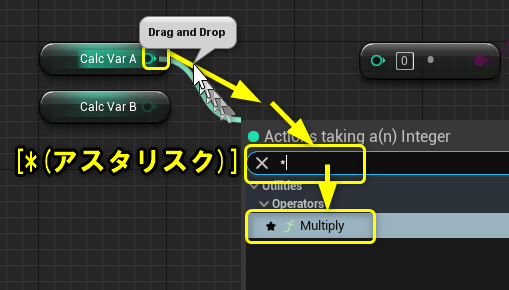 Drag and Drop
Calc Var A
0
Calc Var B
Actions taking a(n) Integer
[*(アスタリスク)]
*
Utilities
Operators
f Multiply